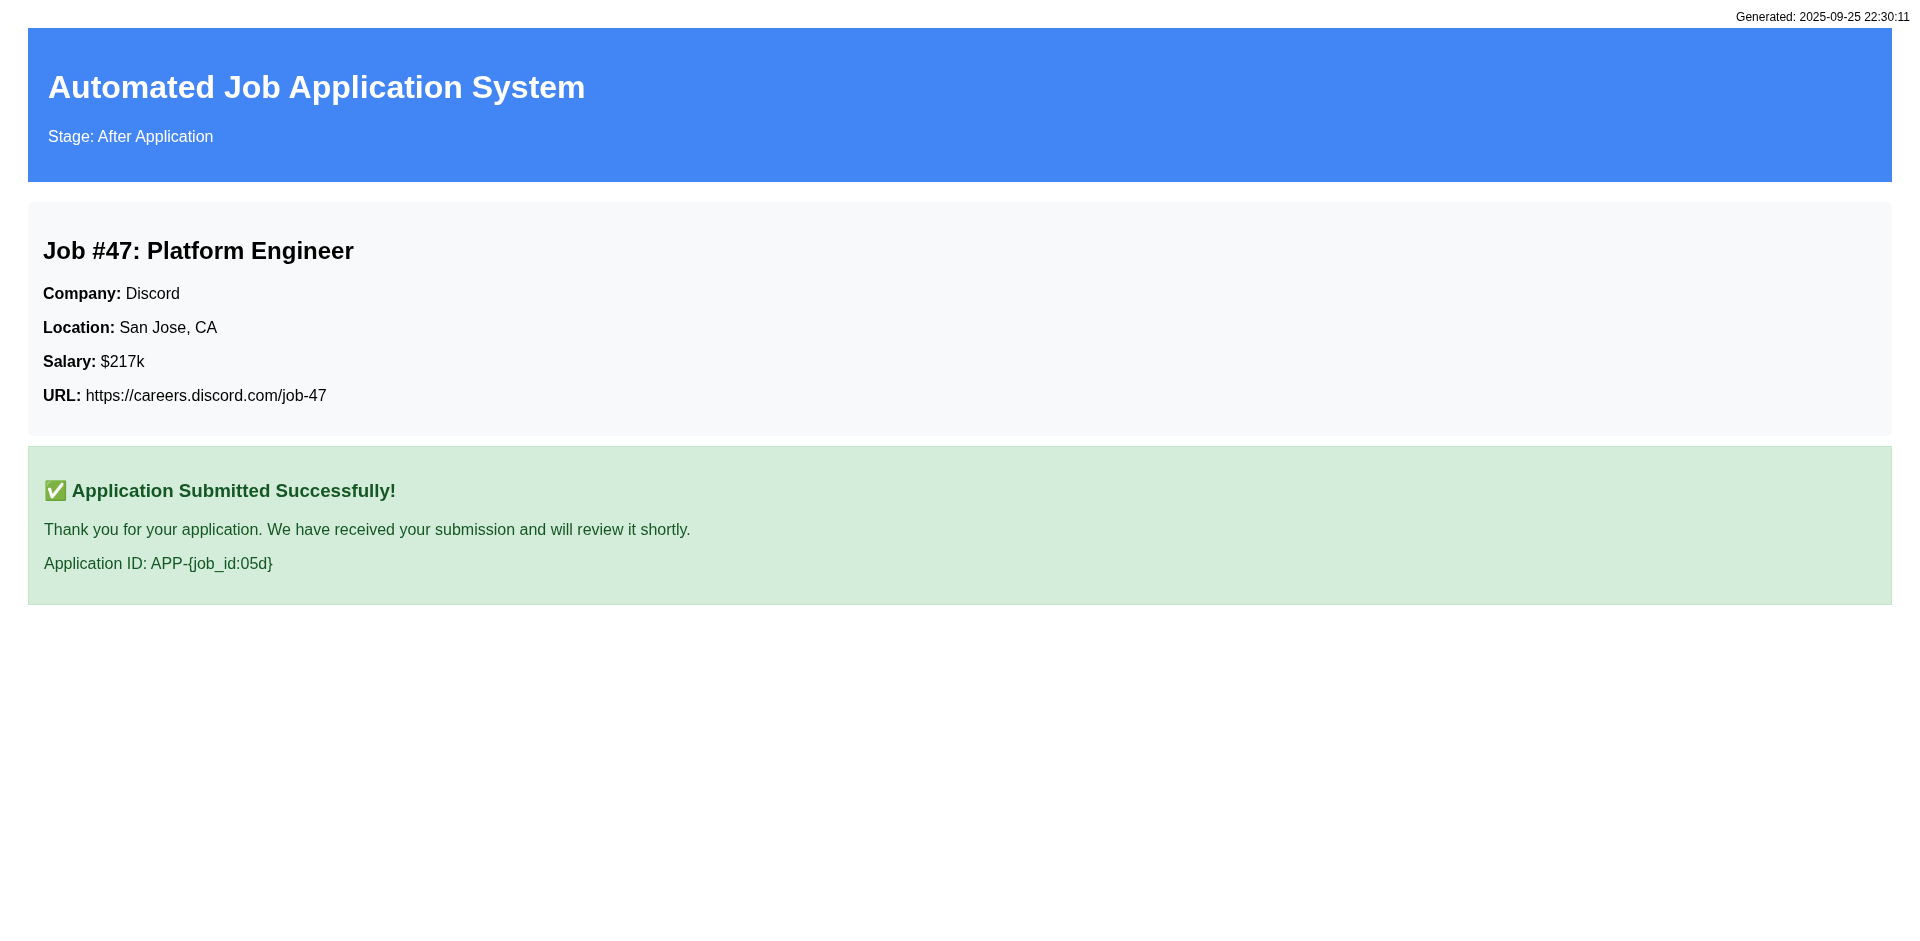 Generated: 2025-09-25 22:30:11
Automated Job Application System
Stage: After Application
Job #47: Platform Engineer
Company: Discord
Location: San Jose, CA
Salary: $217k
URL: https://careers.discord.com/job-47
✅ Application Submitted Successfully!
Thank you for your application. We have received your submission and will review it shortly.
Application ID: APP-{job_id:05d}